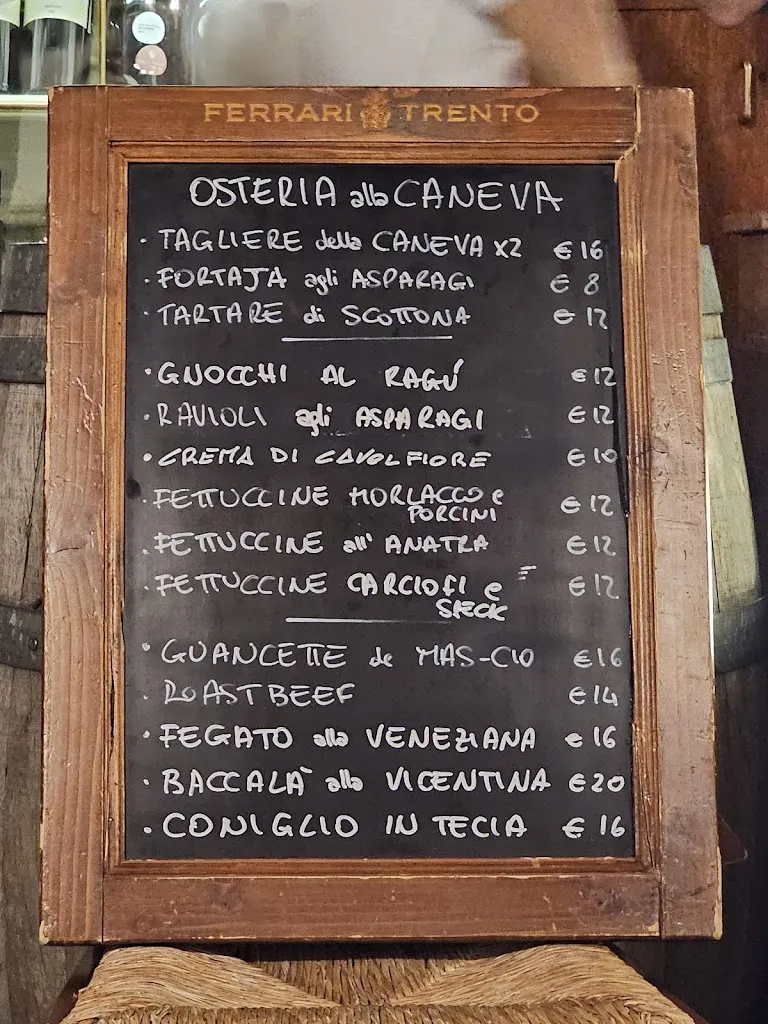 FERRARI TRENTO
OSTERIA alla CANEVA
· TAGLIERE della CANEVA x2 € 16
· FORTAJA agli ASPARAGI € 8
· TARTARE di SCOTTONA € 12
· GNOCCHI AL RAGÚ € 12
· RAVIOLI agli ASPARAGI € 12
· CREMA DI CAVOLFIORE € 10
· FETTUCCINE MORLACCO e € 12
PORCINI
· FETTUCCINE all' ANATRA € 12
· FETTUCCINE CARCIOFI e € 12
SPECK
· GUANCETTE de MAS-CIO € 16
· ROASTBEEF € 14
· FEGATO alla VENEZIANA € 16
· BACCALÀ alla VICENTINA € 20
· CONIGLIO IN TECIA € 16